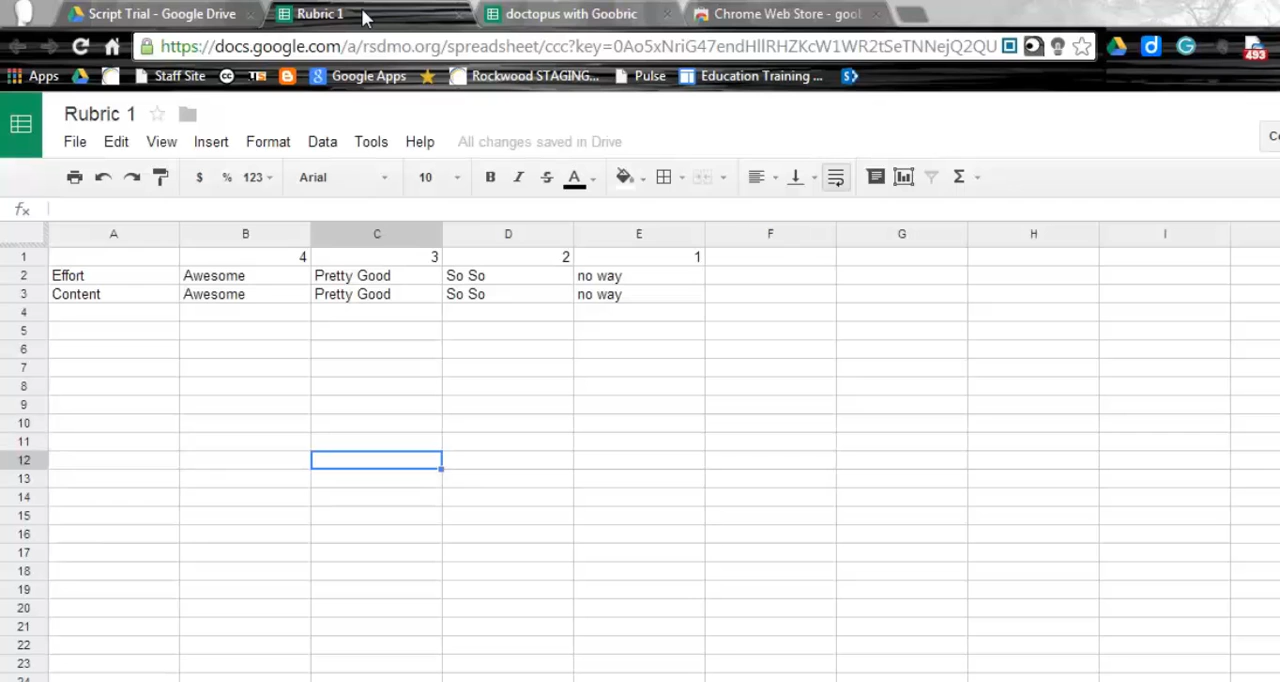 Script Trial - Google Drive
Rubric 1
doctopus with Goobric
Chrome Web Store - goo
https://docs.google.com/a/rsdmo.org/spreadsheet/ccc?key=0Ao5xNriG47endHllRHZKcW1WR2tSeTNNejQ2QU
493
Apps
Staff Site
Google Apps
Rockwood STAGING...
Pulse
Education Training ...
Rubric 1
File Edit View Insert Format Data Tools Help All changes saved in Drive
$ % 123 Arial 10 B I S A Σ
fx
A B C D E F G H I
1 4 3 2 1
2 Effort Awesome Pretty Good So So no way
3 Content Awesome Pretty Good So So no way
4
5
6
7
8
9
10
11
12
13
14
15
16
17
18
19
20
21
22
23